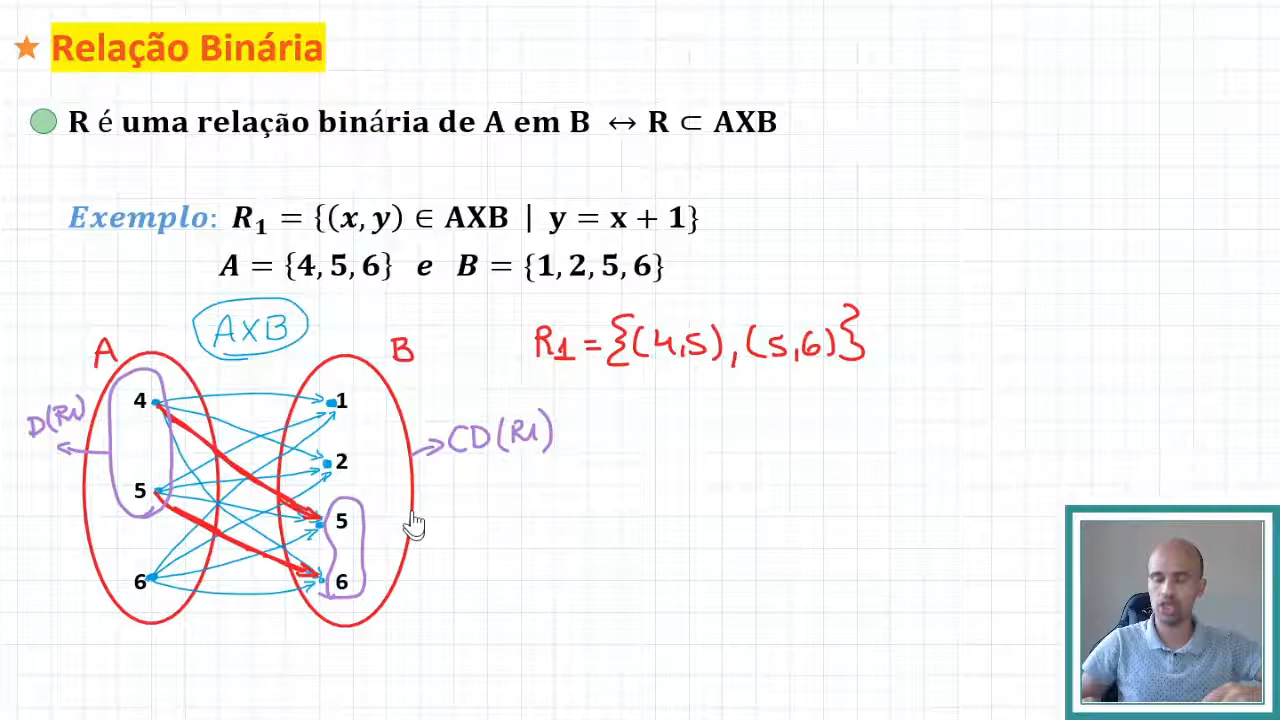 Relação Binária
R é uma relação binária de A em B ↔ R ⊂ AXB
Exemplo: R₁ = {(x, y) ∈ AXB | y = x + 1}
A = {4, 5, 6} e B = {1, 2, 5, 6}
AXB
R1 = {(4,5), (5,6)}
A B
4 1
D(R1) CD(R1)
2
5 5
6 6